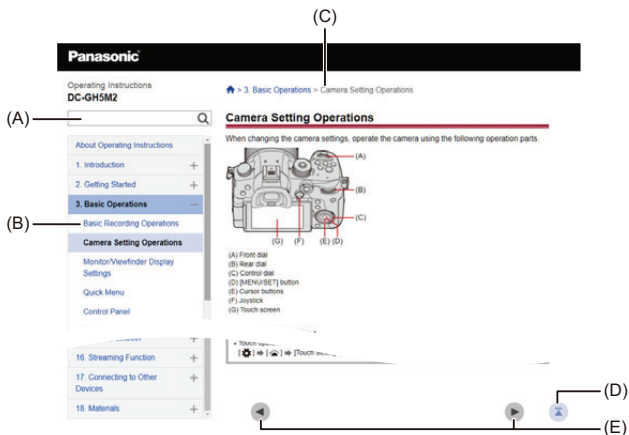 (C)
Panasonic
Operating Instructions
DC-GH5M2
> 3. Basic Operations > Camera Setting Operations
(A)
Camera Setting Operations
When changing the camera settings, operate the camera using the following operation parts.
About Operating Instructions
1. Introduction
2. Getting Started
3. Basic Operations
(B)
Basic Recording Operations
Camera Setting Operations
Monitor/Viewfinder Display
Settings
Quick Menu
Control Panel
(A)
(B)
(C)
(G) (F) (E) (D)
(A) Front dial
(B) Rear dial
(C) Control dial
(D) [MENU/SET] button
(E) Cursor buttons
(F) Joystick
(G) Touch screen
16. Streaming Function
17. Connecting to Other
Devices
18. Materials
[Touch
(D)
(E)